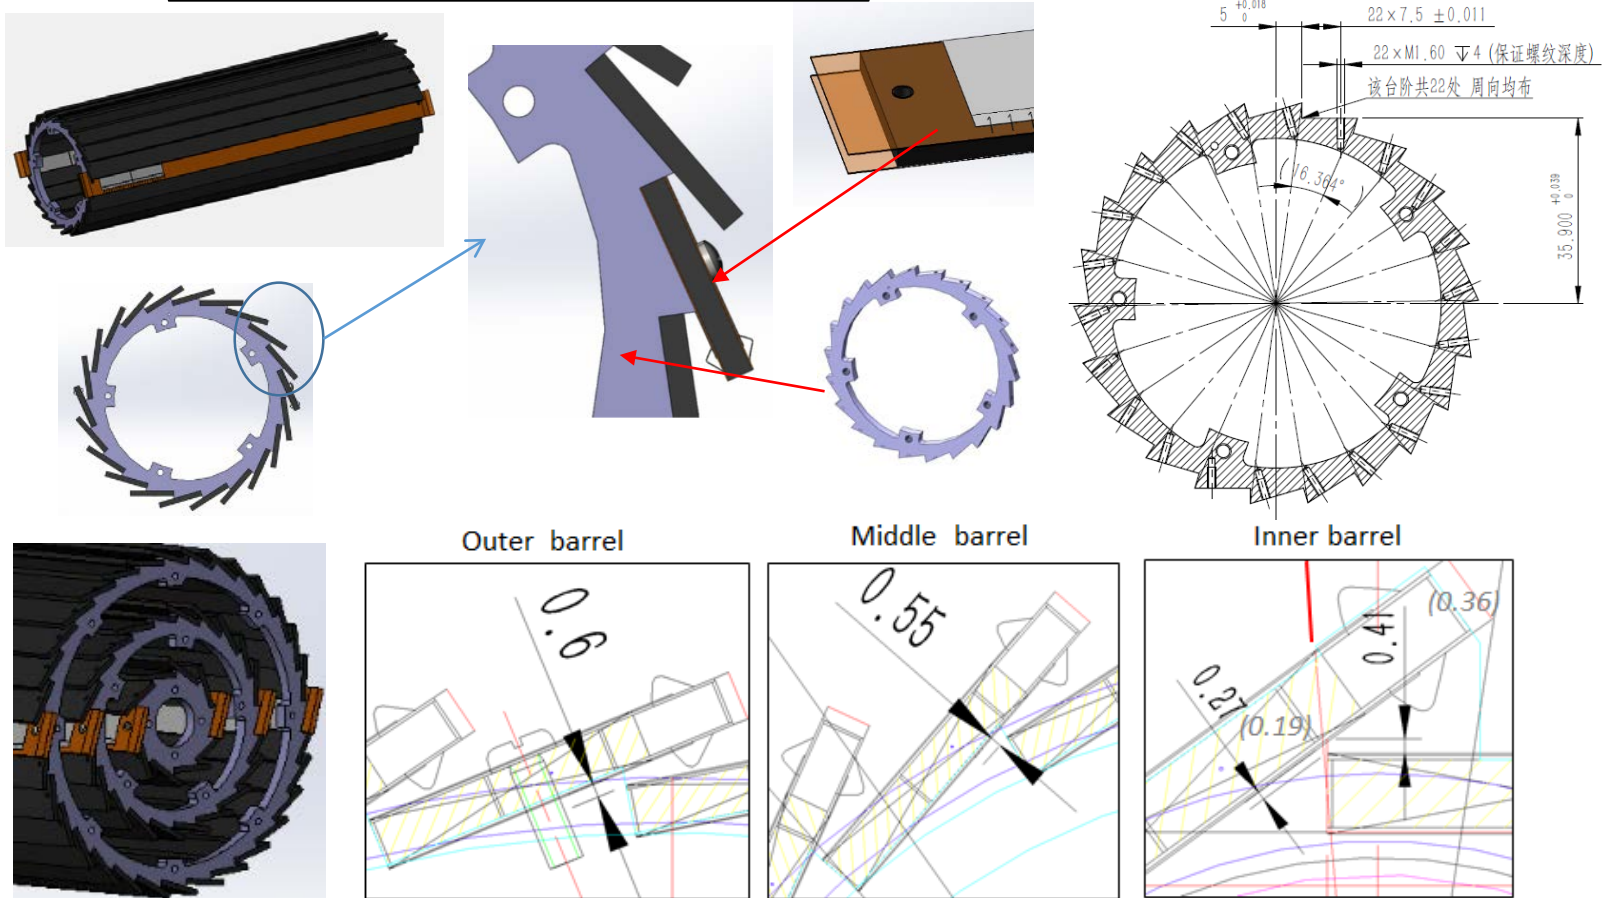 5 +0.018 0
22×7.5 ±0.011
22×M1.60 ↧4 (保证螺纹深度)
该台阶共22处 周向均布
(16.364°)
35.900 +0.039 0
Outer barrel
Middle barrel
Inner barrel
0.6
0.55
0.27
(0.19)
0.41
(0.36)